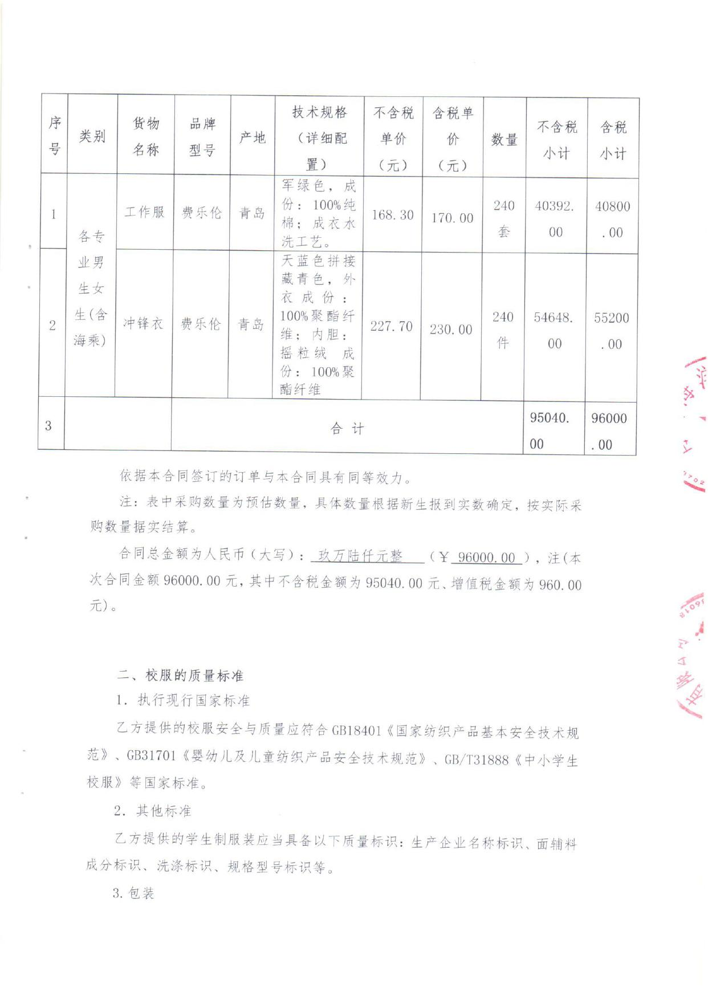 序号 类别 货物名称 品牌型号 产地 技术规格（详细配置） 不含税单价（元） 含税单价（元） 数量 不含税小计 含税小计
1 各专业男生女生(含海乘) 工作服 费乐伦 青岛 军绿色，成份：100%纯棉；成衣水洗工艺。 168.30 170.00 240套 40392.00 40800.00
2 冲锋衣 费乐伦 青岛 天蓝色拼接藏青色，外衣成份：100%聚酯纤维；内胆：摇粒绒 成份：100%聚酯纤维 227.70 230.00 240件 54648.00 55200.00
3 合计 95040.00 96000.00
依据本合同签订的订单与本合同具有同等效力。
注：表中采购数量为预估数量，具体数量根据新生报到实数确定，按实际采
购数量据实结算。
合同总金额为人民币（大写）：玖万陆仟元整（￥ 96000.00 ），注(本
次合同金额96000.00元，其中不含税金额为95040.00元、增值税金额为960.00
元)。
二、校服的质量标准
1. 执行现行国家标准
乙方提供的校服安全与质量应符合GB18401《国家纺织产品基本安全技术规
范》、GB31701《婴幼儿及儿童纺织产品安全技术规范》、GB/T31888《中小学生
校服》等国家标准。
2. 其他标准
乙方提供的学生制服装应当具备以下质量标识：生产企业名称标识、面辅料
成分标识、洗涤标识、规格型号标识等。
3.包装